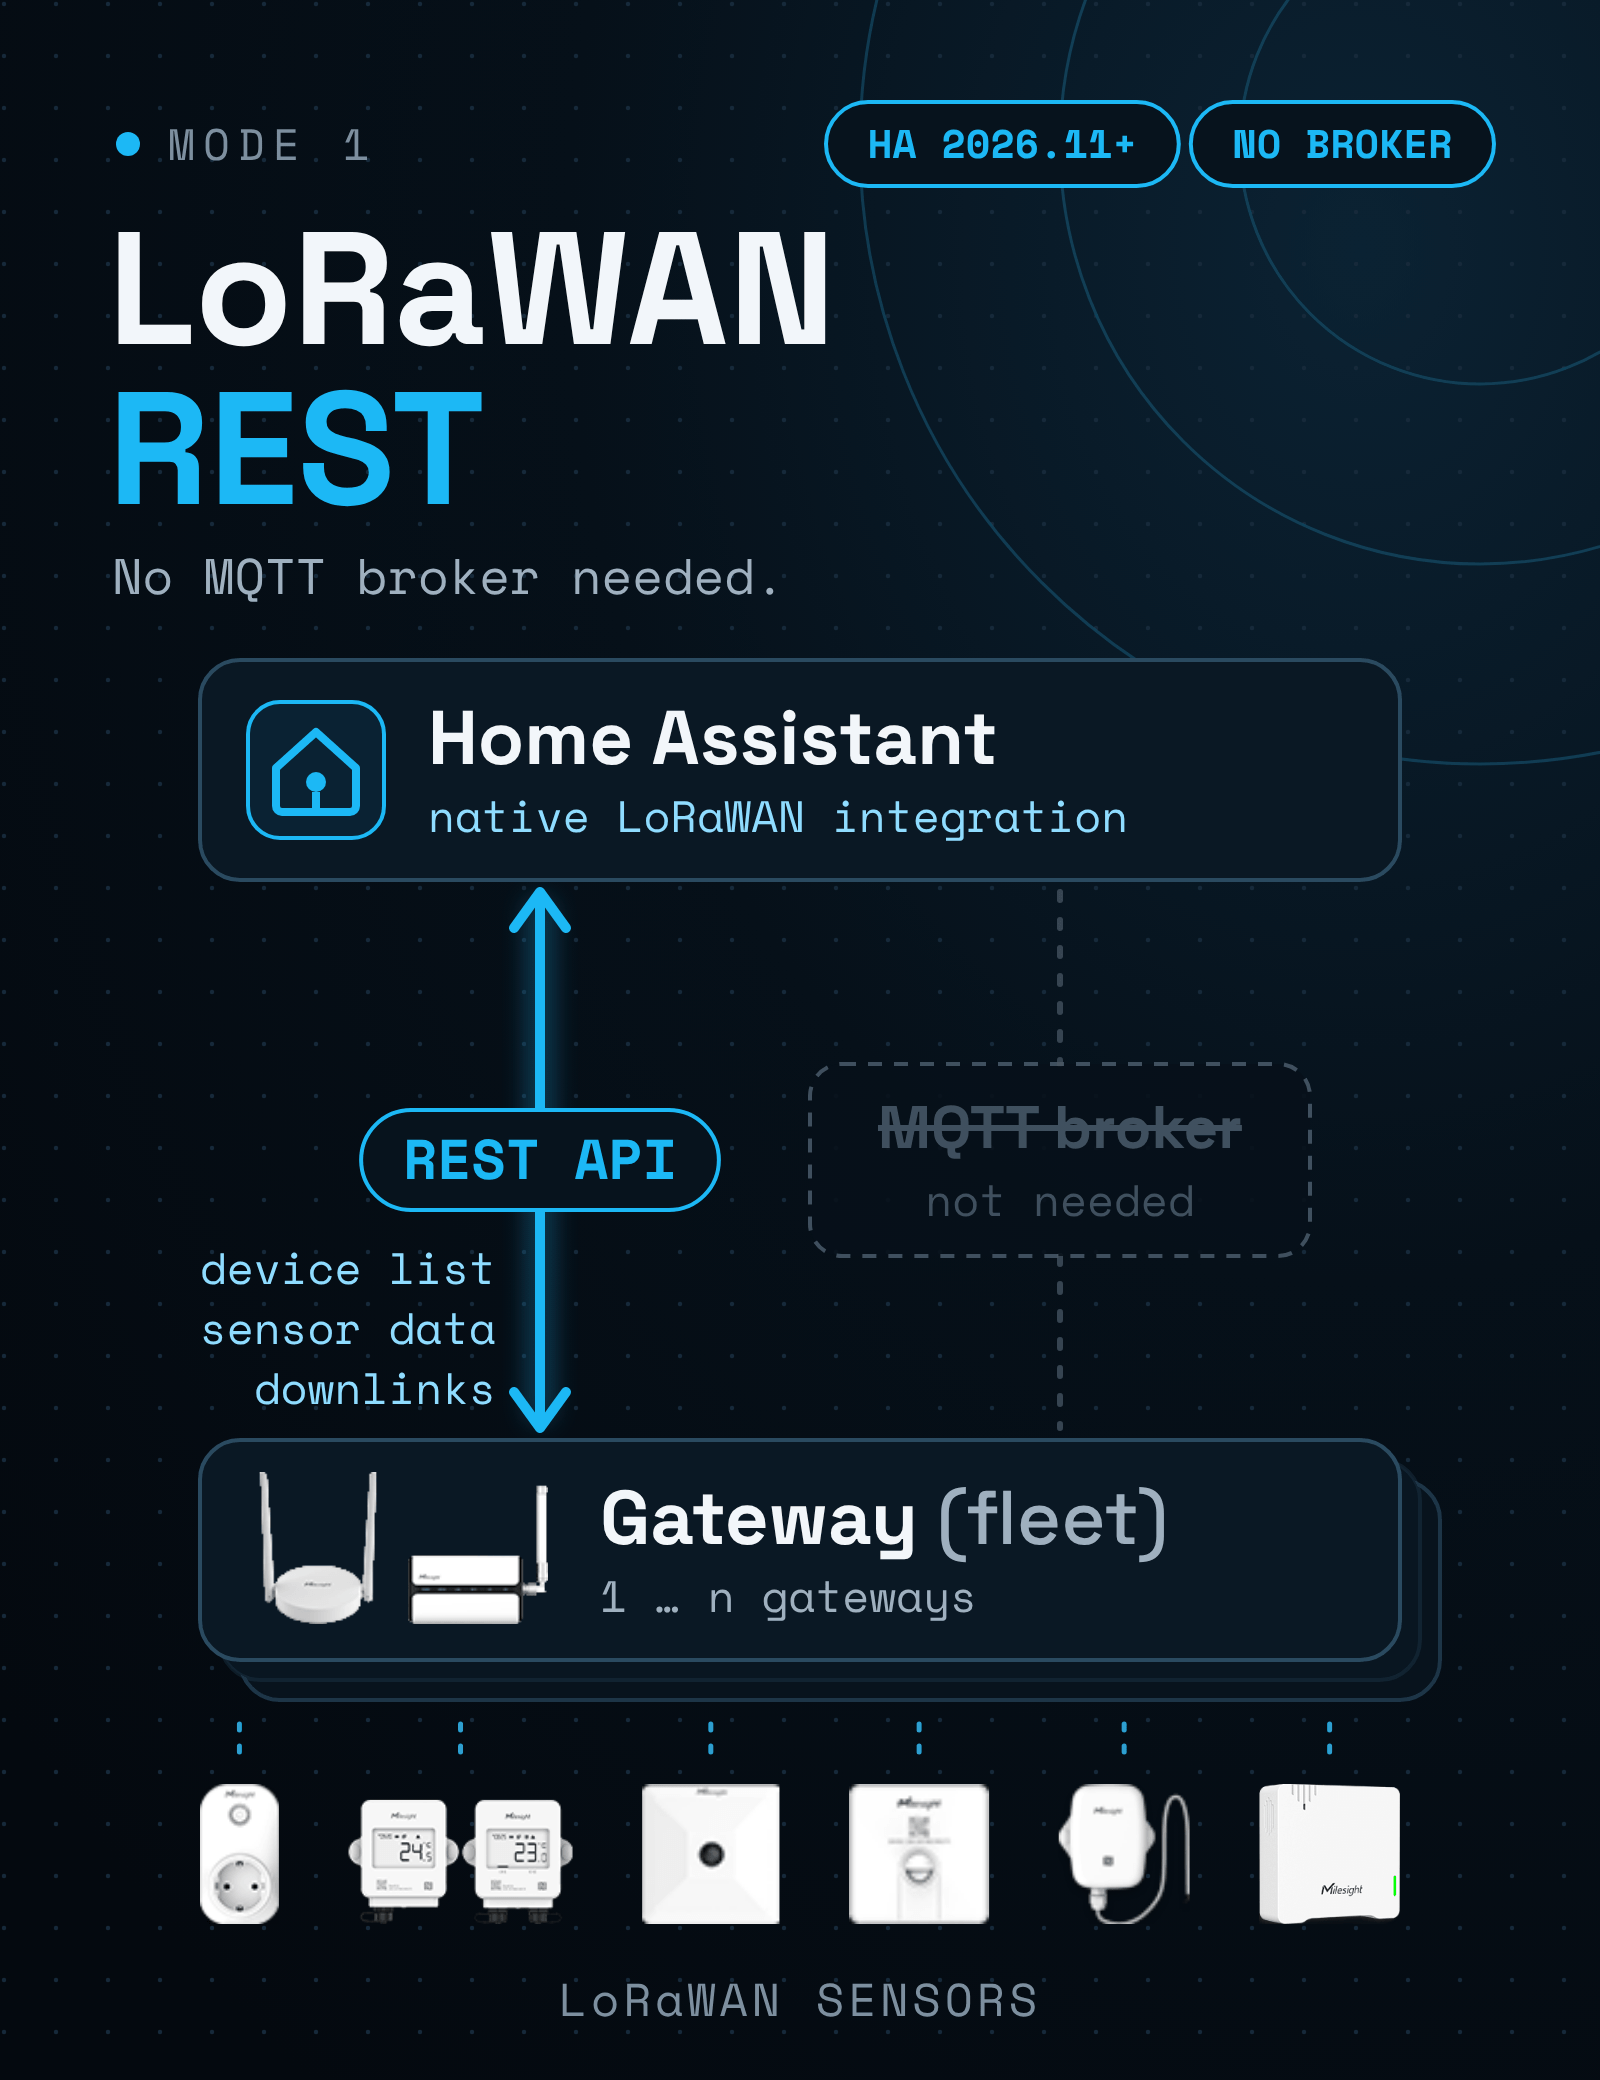 MODE 1
HA 2026.11+
NO BROKER
LoRaWAN
REST
No MQTT broker needed.
Home Assistant
native LoRaWAN integration
REST API
MQTT broker
not needed
device list
sensor data
downlinks
Gateway (fleet)
1 … n gateways
Milesight
LoRaWAN SENSORS